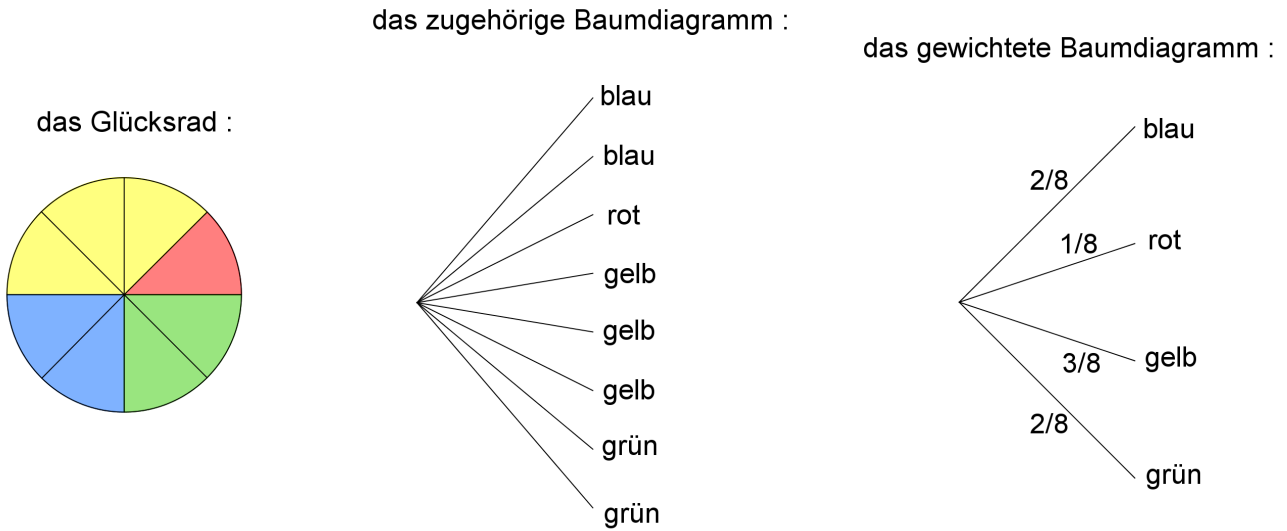 das Glücksrad :
das zugehörige Baumdiagramm :
blau
blau
rot
gelb
gelb
gelb
grün
grün
das gewichtete Baumdiagramm :
blau
2/8
rot
1/8
gelb
3/8
2/8
grün